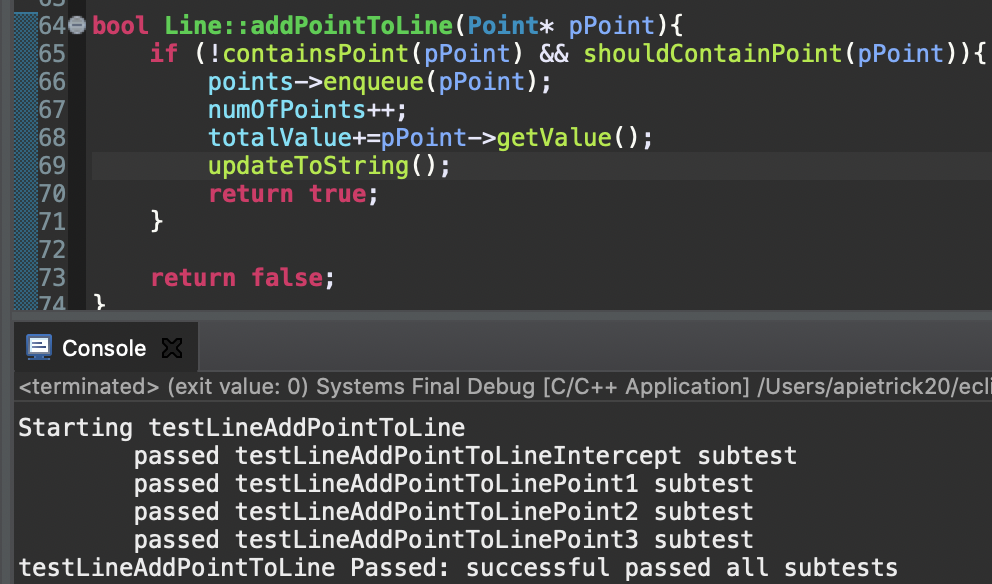 64 bool Line::addPointToLine(Point* pPoint){
65 if (!containsPoint(pPoint) && shouldContainPoint(pPoint)){
66 points->enqueue(pPoint);
67 numOfPoints++;
68 totalValue+=pPoint->getValue();
69 updateToString();
70 return true;
71 }
72
73 return false;
74 }
Console
<terminated> (exit value: 0) Systems Final Debug [C/C++ Application] /Users/apietrick20/ecli
Starting testLineAddPointToLine
passed testLineAddPointToLineIntercept subtest
passed testLineAddPointToLinePoint1 subtest
passed testLineAddPointToLinePoint2 subtest
passed testLineAddPointToLinePoint3 subtest
testLineAddPointToLine Passed: successful passed all subtests